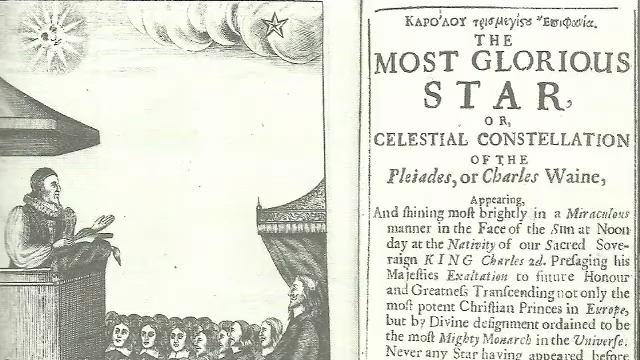 ΚΑΡΟ'ΛΟΥ τρισμεγίϛȣ Ἐπιφανία.
THE
MOST GLORIOUS
STAR,
OR,
CELESTIAL CONSTELLATION
OF THE
Pleiades, or Charles Waine,
Appearing,
And ſhining moſt brightly in a Miraculous
manner in the Face of the Sun at Noon
day at the Nativity of our Sacred Sove-
raign KING Charles 2d. Preſaging his
Majeſties Exaltation to future Honour
and Greatneſs Tranſcending not only the
moſt potent Chriſtian Princes in Europe,
but by Divine deſignment ordained to be
the moſt Mighty Monarch in the Univerſe.
Never any Star having appeared before